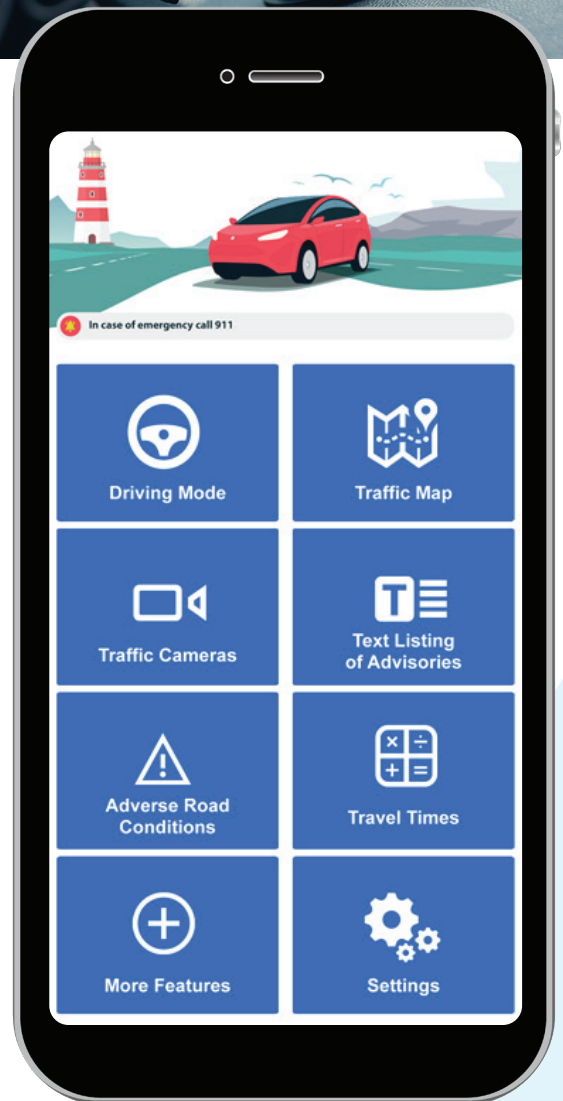 In case of emergency call 911
Driving Mode
Traffic Map
Traffic Cameras
Text Listing
of Advisories
Adverse Road
Conditions
Travel Times
More Features
Settings